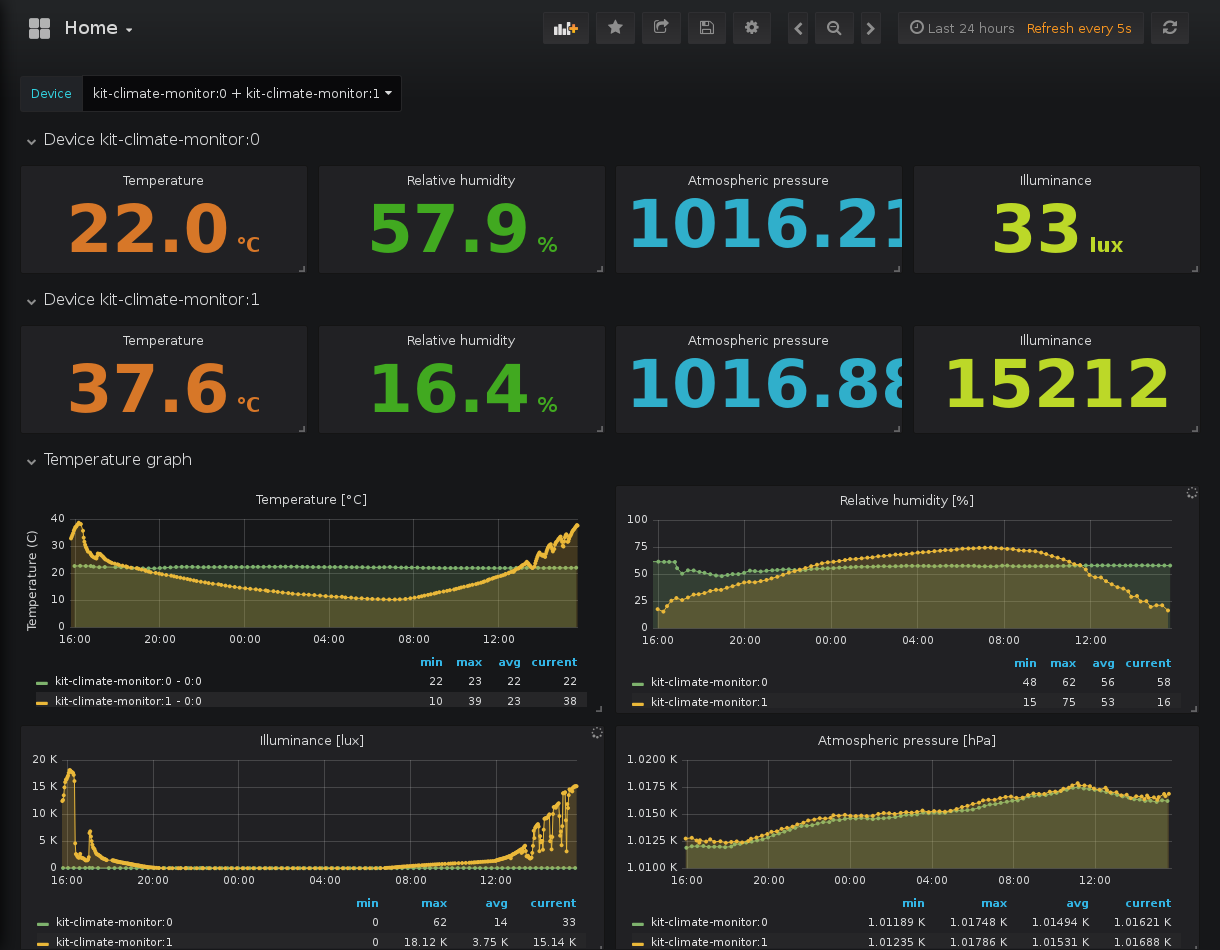 Home
Last 24 hours Refresh every 5s
Device kit-climate-monitor:0 + kit-climate-monitor:1
Device kit-climate-monitor:0
Temperature Relative humidity Atmospheric pressure Illuminance
22.0 °C 57.9 % 1016.21 33 lux
Device kit-climate-monitor:1
Temperature Relative humidity Atmospheric pressure Illuminance
37.6 °C 16.4 % 1016.88 15212
Temperature graph
Temperature [°C]
Temperature (C)
40
30
20
10
0
16:00 20:00 00:00 04:00 08:00 12:00
min max avg current
kit-climate-monitor:0 - 0:0 22 23 22 22
kit-climate-monitor:1 - 0:0 10 39 23 38
Relative humidity [%]
100
75
50
25
0
16:00 20:00 00:00 04:00 08:00 12:00
min max avg current
kit-climate-monitor:0 48 62 56 58
kit-climate-monitor:1 15 75 53 16
Illuminance [lux]
20 K
15 K
10 K
5 K
0
16:00 20:00 00:00 04:00 08:00 12:00
min max avg current
kit-climate-monitor:0 0 62 14 33
kit-climate-monitor:1 0 18.12 K 3.75 K 15.14 K
Atmospheric pressure [hPa]
1.0200 K
1.0175 K
1.0150 K
1.0125 K
1.0100 K
16:00 20:00 00:00 04:00 08:00 12:00
min max avg current
kit-climate-monitor:0 1.01189 K 1.01748 K 1.01494 K 1.01621 K
kit-climate-monitor:1 1.01235 K 1.01786 K 1.01531 K 1.01688 K